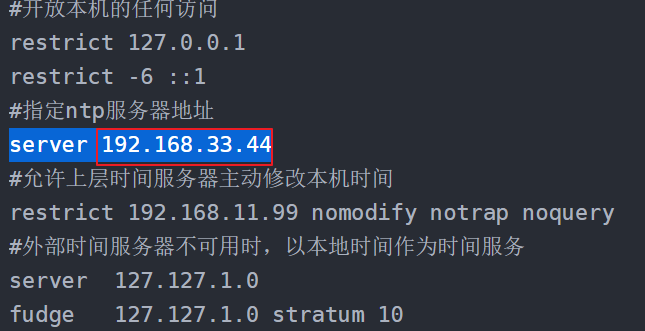 #开放本机的任何访问
restrict 127.0.0.1
restrict -6 ::1
#指定ntp服务器地址
server 192.168.33.44
#允许上层时间服务器主动修改本机时间
restrict 192.168.11.99 nomodify notrap noquery
#外部时间服务器不可用时，以本地时间作为时间服务
server  127.127.1.0
fudge   127.127.1.0 stratum 10